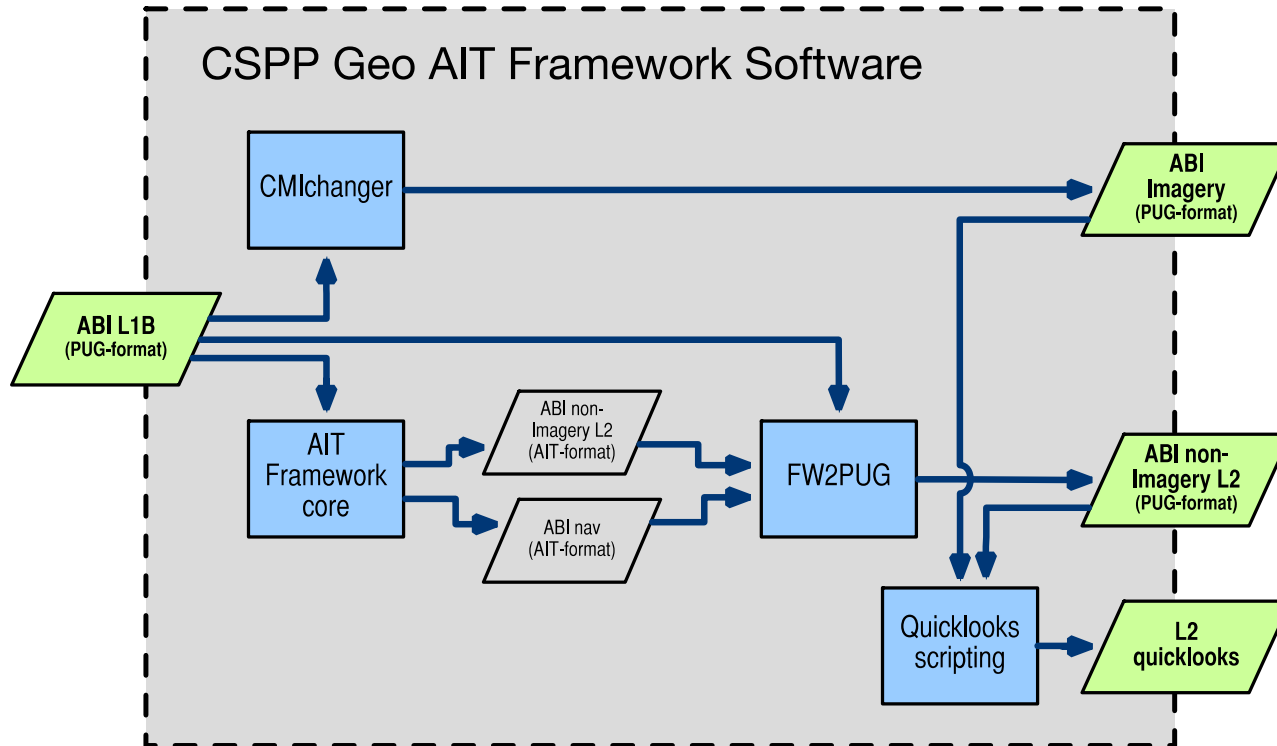 CSPP Geo AIT Framework Software
CMIchanger
ABI
Imagery
(PUG-format)
ABI L1B
(PUG-format)
AIT
Framework
core
ABI non-
Imagery L2
(AIT-format)
ABI nav
(AIT-format)
FW2PUG
ABI non-
Imagery L2
(PUG-format)
Quicklooks
scripting
L2
quicklooks